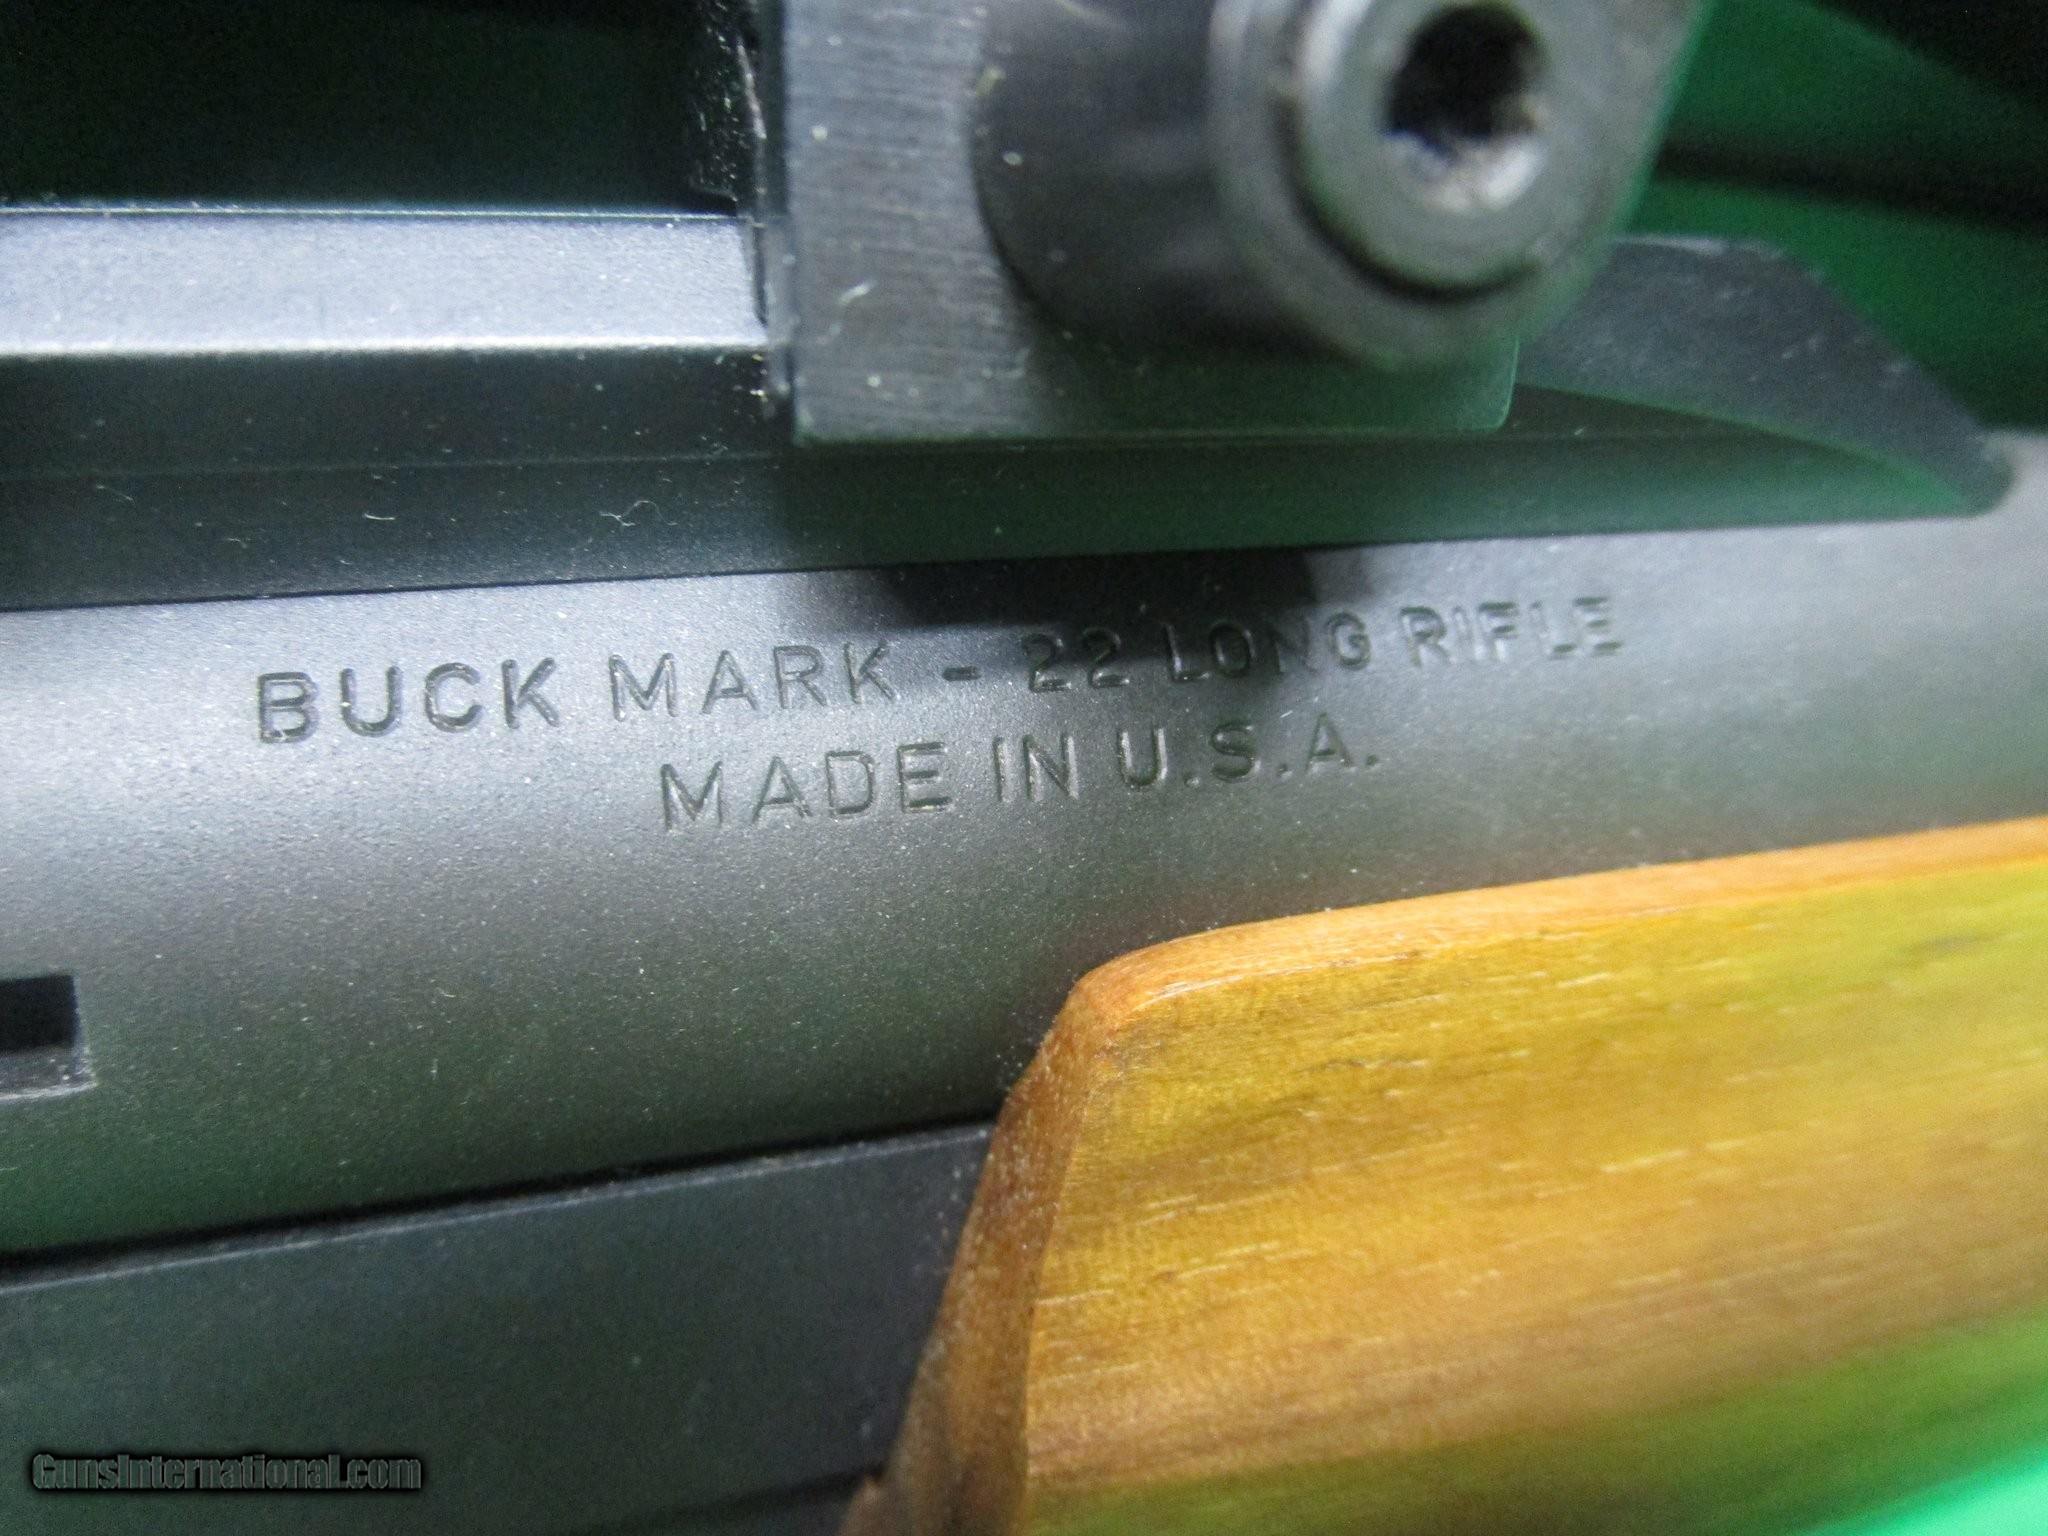 BUCK MARK - 22 LONG RIFLE
MADE IN U.S.A.
GunsInternational.com